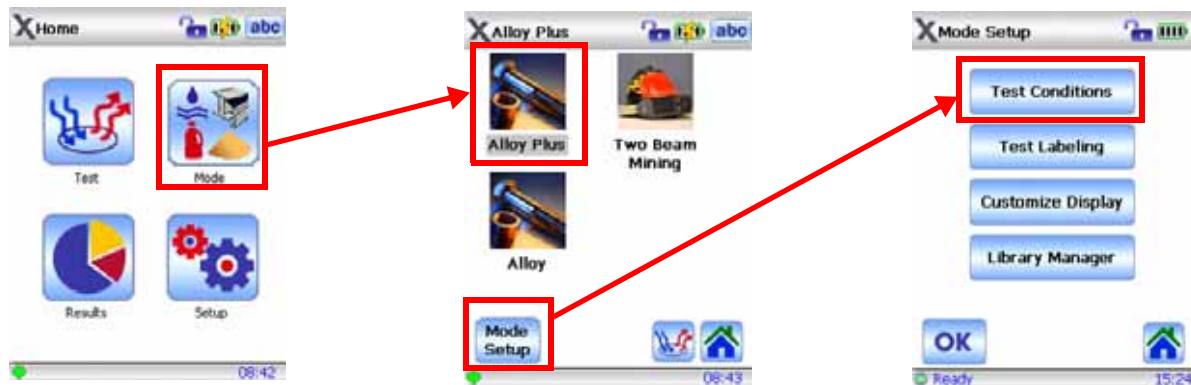 Home
abc
Test
Mode
Results
Setup
08:42
Alloy Plus
abc
Alloy Plus
Two Beam
Mining
Alloy
Mode
Setup
08:43
Mode Setup
Test Conditions
Test Labeling
Customize Display
Library Manager
OK
Ready
15:24